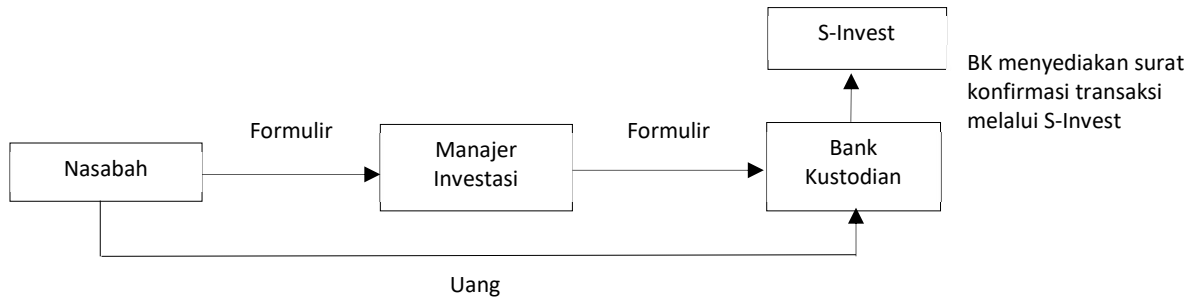 S-Invest
BK menyediakan surat
konfirmasi transaksi
melalui S-Invest
Formulir
Formulir
Nasabah
Manajer
Investasi
Bank
Kustodian
Uang